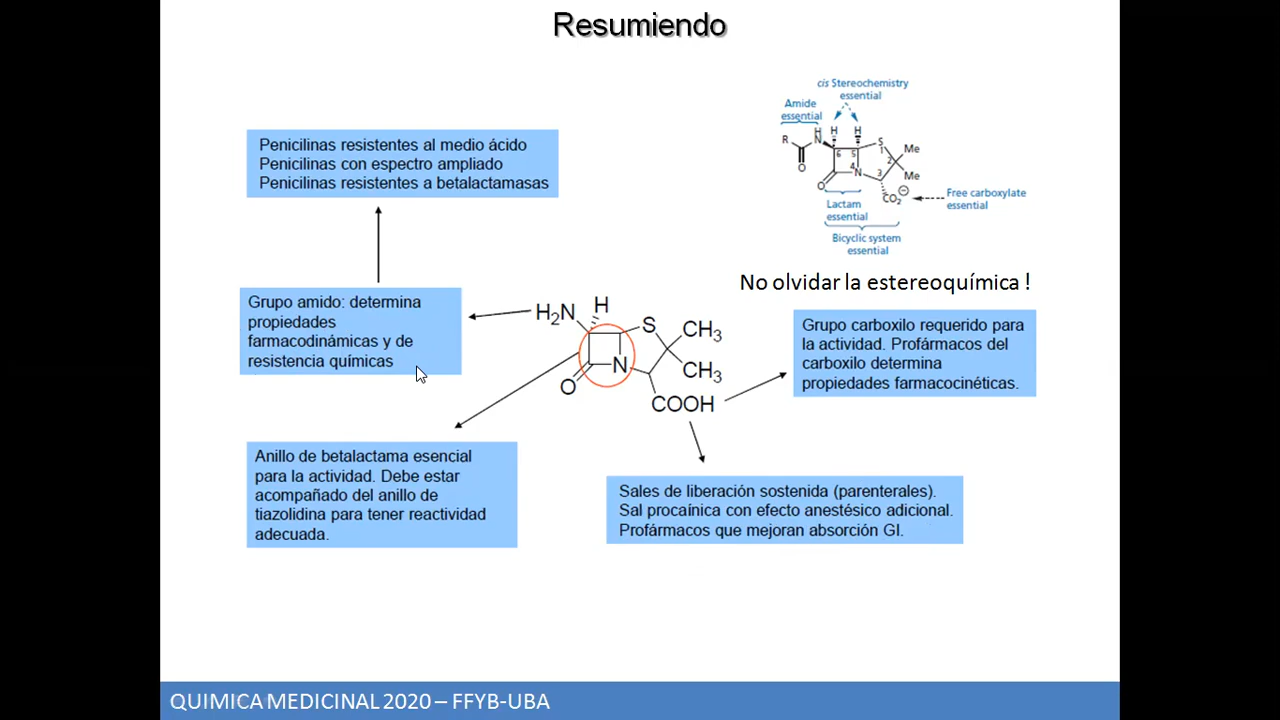 Resumiendo
cis Stereochemistry
essential
Amide
essential
H
N
H
H
R
O
6
5
S
1
2
Me
Me
4
N
3
O
CO2
Free carboxylate
essential
Lactam
essential
Bicyclic system
essential
No olvidar la estereoquímica !
Penicilinas resistentes al medio ácido
Penicilinas con espectro ampliado
Penicilinas resistentes a betalactamasas
Grupo amido: determina
propiedades
farmacodinámicas y de
resistencia químicas
H2N
H
S
CH3
CH3
N
O
COOH
Grupo carboxilo requerido para
la actividad. Profármacos del
carboxilo determina
propiedades farmacocinéticas.
Anillo de betalactama esencial
para la actividad. Debe estar
acompañado del anillo de
tiazolidina para tener reactividad
adecuada.
Sales de liberación sostenida (parenterales).
Sal procaínica con efecto anestésico adicional.
Profármacos que mejoran absorción GI.
QUIMICA MEDICINAL 2020 – FFYB-UBA